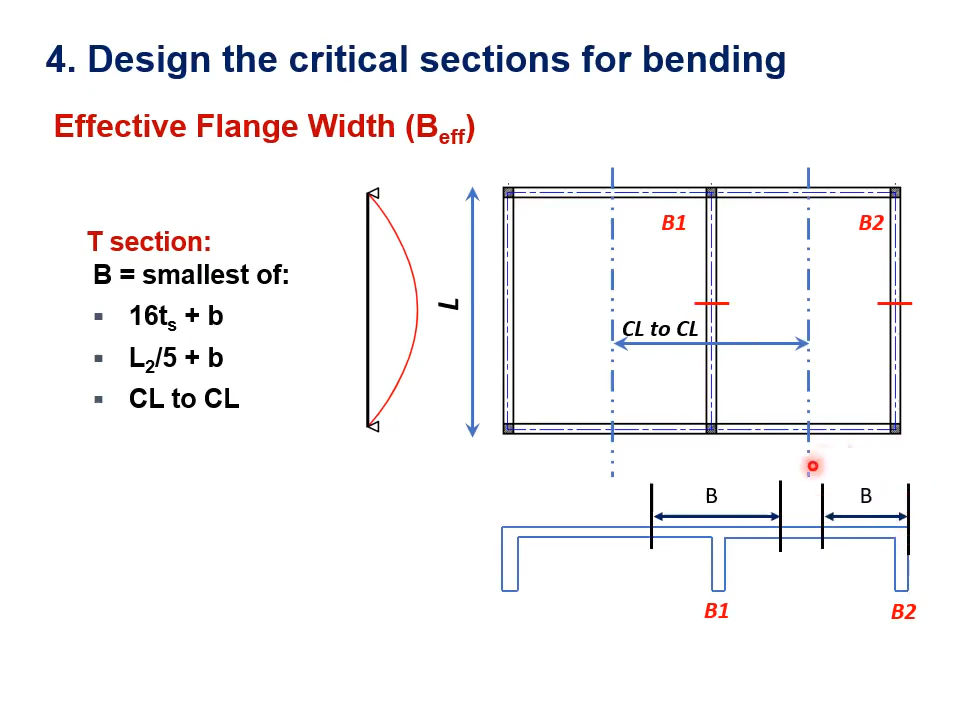 4. Design the critical sections for bending
Effective Flange Width (Beff)
T section:
B = smallest of:
▪ 16ts + b
▪ L2/5 + b
▪ CL to CL
L
B1
B2
CL to CL
B
B
B1
B2